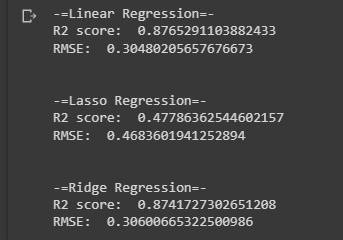 -=Linear Regression=-
R2 score:  0.8765291103882433
RMSE:  0.30480205657676673
-=Lasso Regression=-
R2 score:  0.47786362544602157
RMSE:  0.4683601941252894
-=Ridge Regression=-
R2 score:  0.8741727302651208
RMSE:  0.30600665322500986